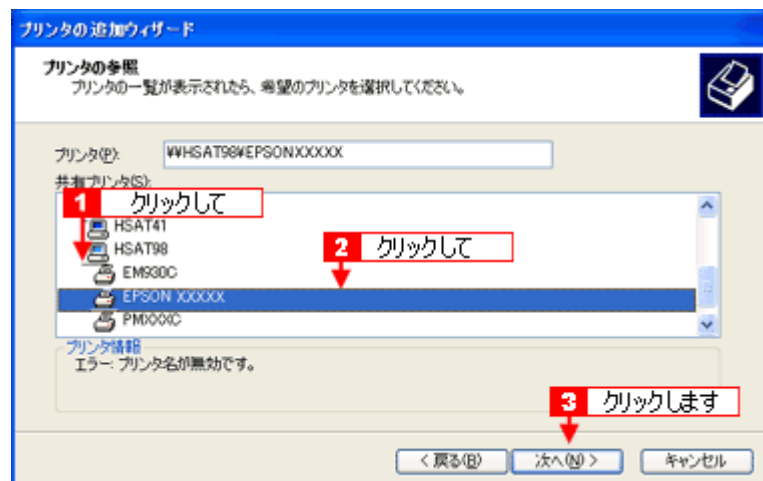 プリンタの追加ウィザード
プリンタの参照
プリンタの一覧が表示されたら、希望のプリンタを選択してください。
プリンタ(P): ¥¥HSAT98¥EPSONXXXXX
共有プリンタ(S):
1 クリックして
HSAT41
HSAT98
2 クリックして
EM930C
EPSON XXXXX
PMXXXC
プリンタ情報
エラー: プリンタ名が無効です。
3 クリックします
< 戻る(B)
次へ(N) >
キャンセル